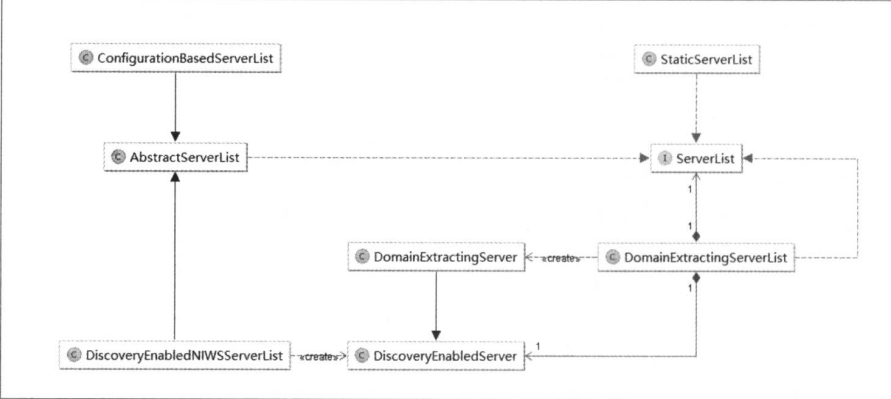 C ConfigurationBasedServerList
C StaticServerList
C AbstractServerList
I ServerList
1
1
C DomainExtractingServer
«create»
C DomainExtractingServerList
1
C DiscoveryEnabledNIWSServerList
«create»
C DiscoveryEnabledServer
1